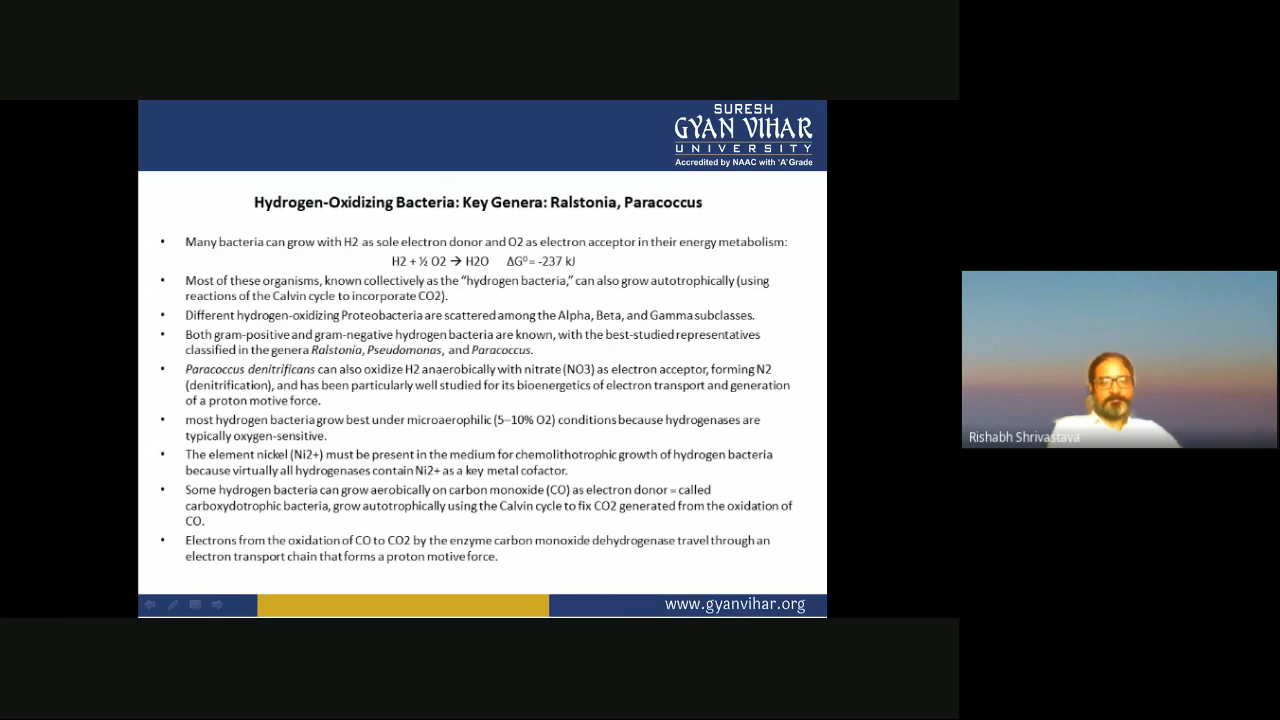 SURESH
GYAN VIHAR
UNIVERSITY
Accredited by NAAC with 'A' Grade
Hydrogen-Oxidizing Bacteria: Key Genera: Ralstonia, Paracoccus
• Many bacteria can grow with H2 as sole electron donor and O2 as electron acceptor in their energy metabolism:
H2 + ½ O2 → H2O ΔG⁰ = -237 kJ
• Most of these organisms, known collectively as the "hydrogen bacteria," can also grow autotrophically (using
reactions of the Calvin cycle to incorporate CO2).
• Different hydrogen-oxidizing Proteobacteria are scattered among the Alpha, Beta, and Gamma subclasses.
• Both gram-positive and gram-negative hydrogen bacteria are known, with the best-studied representatives
classified in the genera Ralstonia, Pseudomonas, and Paracoccus.
• Paracoccus denitrificans can also oxidize H2 anaerobically with nitrate (NO3) as electron acceptor, forming N2
(denitrification), and has been particularly well studied for its bioenergetics of electron transport and generation
of a proton motive force.
• most hydrogen bacteria grow best under microaerophilic (5–10% O2) conditions because hydrogenases are
typically oxygen-sensitive.
• The element nickel (Ni2+) must be present in the medium for chemolithotrophic growth of hydrogen bacteria
because virtually all hydrogenases contain Ni2+ as a key metal cofactor.
• Some hydrogen bacteria can grow aerobically on carbon monoxide (CO) as electron donor = called
carboxydotrophic bacteria, grow autotrophically using the Calvin cycle to fix CO2 generated from the oxidation of
CO.
• Electrons from the oxidation of CO to CO2 by the enzyme carbon monoxide dehydrogenase travel through an
electron transport chain that forms a proton motive force.
www.gyanvihar.org
Rishabh Shrivastava